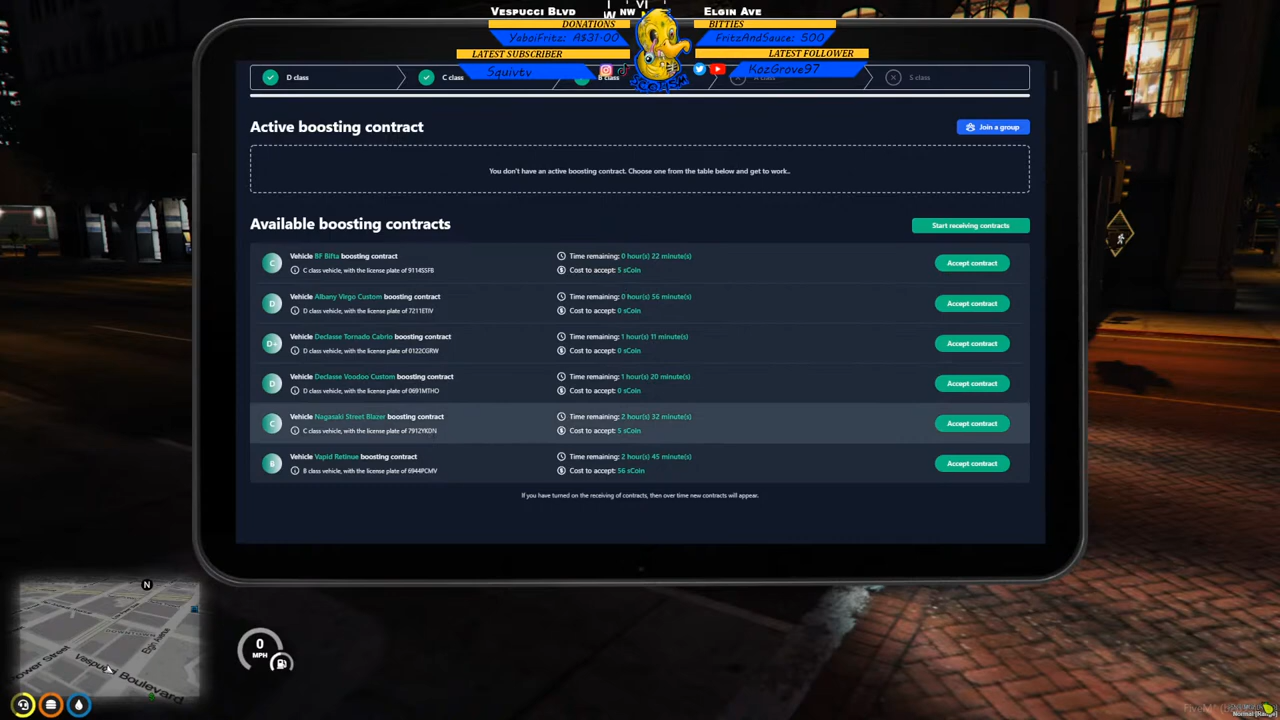 Vespucci Blvd
NW
Elgin Ave
DONATIONS
BITTIES
YaboiFritz: A$31-00
FritzAndSauce: 500
LATEST SUBSCRIBER
LATEST FOLLOWER
Squivtv
KozGrove97
D class
C class
B class
A class
S class
Active boosting contract
Join a group
You don't have an active boosting contract. Choose one from the table below and get to work..
Available boosting contracts
Start receiving contracts
C
Vehicle BF Bifta boosting contract
C class vehicle, with the license plate of 9114SSFB
Time remaining: 0 hour(s) 22 minute(s)
Cost to accept: 5 sCoin
Accept contract
D
Vehicle Albany Virgo Custom boosting contract
D class vehicle, with the license plate of 7211ETIV
Time remaining: 0 hour(s) 56 minute(s)
Cost to accept: 0 sCoin
Accept contract
D+
Vehicle Declasse Tornado Cabrio boosting contract
D class vehicle, with the license plate of 0122CGRW
Time remaining: 1 hour(s) 11 minute(s)
Cost to accept: 0 sCoin
Accept contract
D
Vehicle Declasse Voodoo Custom boosting contract
D class vehicle, with the license plate of 0691MTHO
Time remaining: 1 hour(s) 20 minute(s)
Cost to accept: 0 sCoin
Accept contract
C
Vehicle Nagasaki Street Blazer boosting contract
C class vehicle, with the license plate of 7912YKDN
Time remaining: 2 hour(s) 32 minute(s)
Cost to accept: 5 sCoin
Accept contract
B
Vehicle Vapid Retinue boosting contract
B class vehicle, with the license plate of 6944PCMV
Time remaining: 2 hour(s) 45 minute(s)
Cost to accept: 56 sCoin
Accept contract
If you have turned on the receiving of contracts, then over time new contracts will appear.
N
Elgin Avenue
Vespucci Boulevard
0
MPH
FiveM